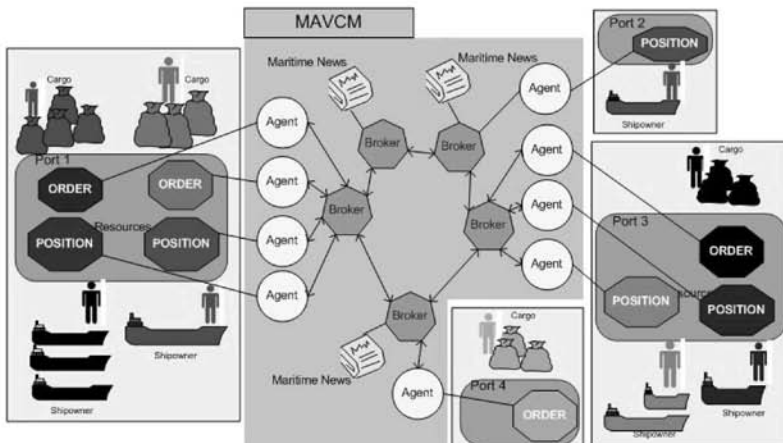 MAVCM
Cargo
Cargo
Port 1
ORDER
ORDER
Resources
POSITION
POSITION
Shipowner
Shipowner
Maritime News
Maritime News
Agent
Agent
Agent
Agent
Broker
Broker
Broker
Broker
Agent
Agent
Agent
Agent
Broker
Maritime News
Agent
Port 2
POSITION
Shipowner
Cargo
Port 3
ORDER
POSITION
source
POSITION
Shipowner
Shipowner
Cargo
Port 4
ORDER